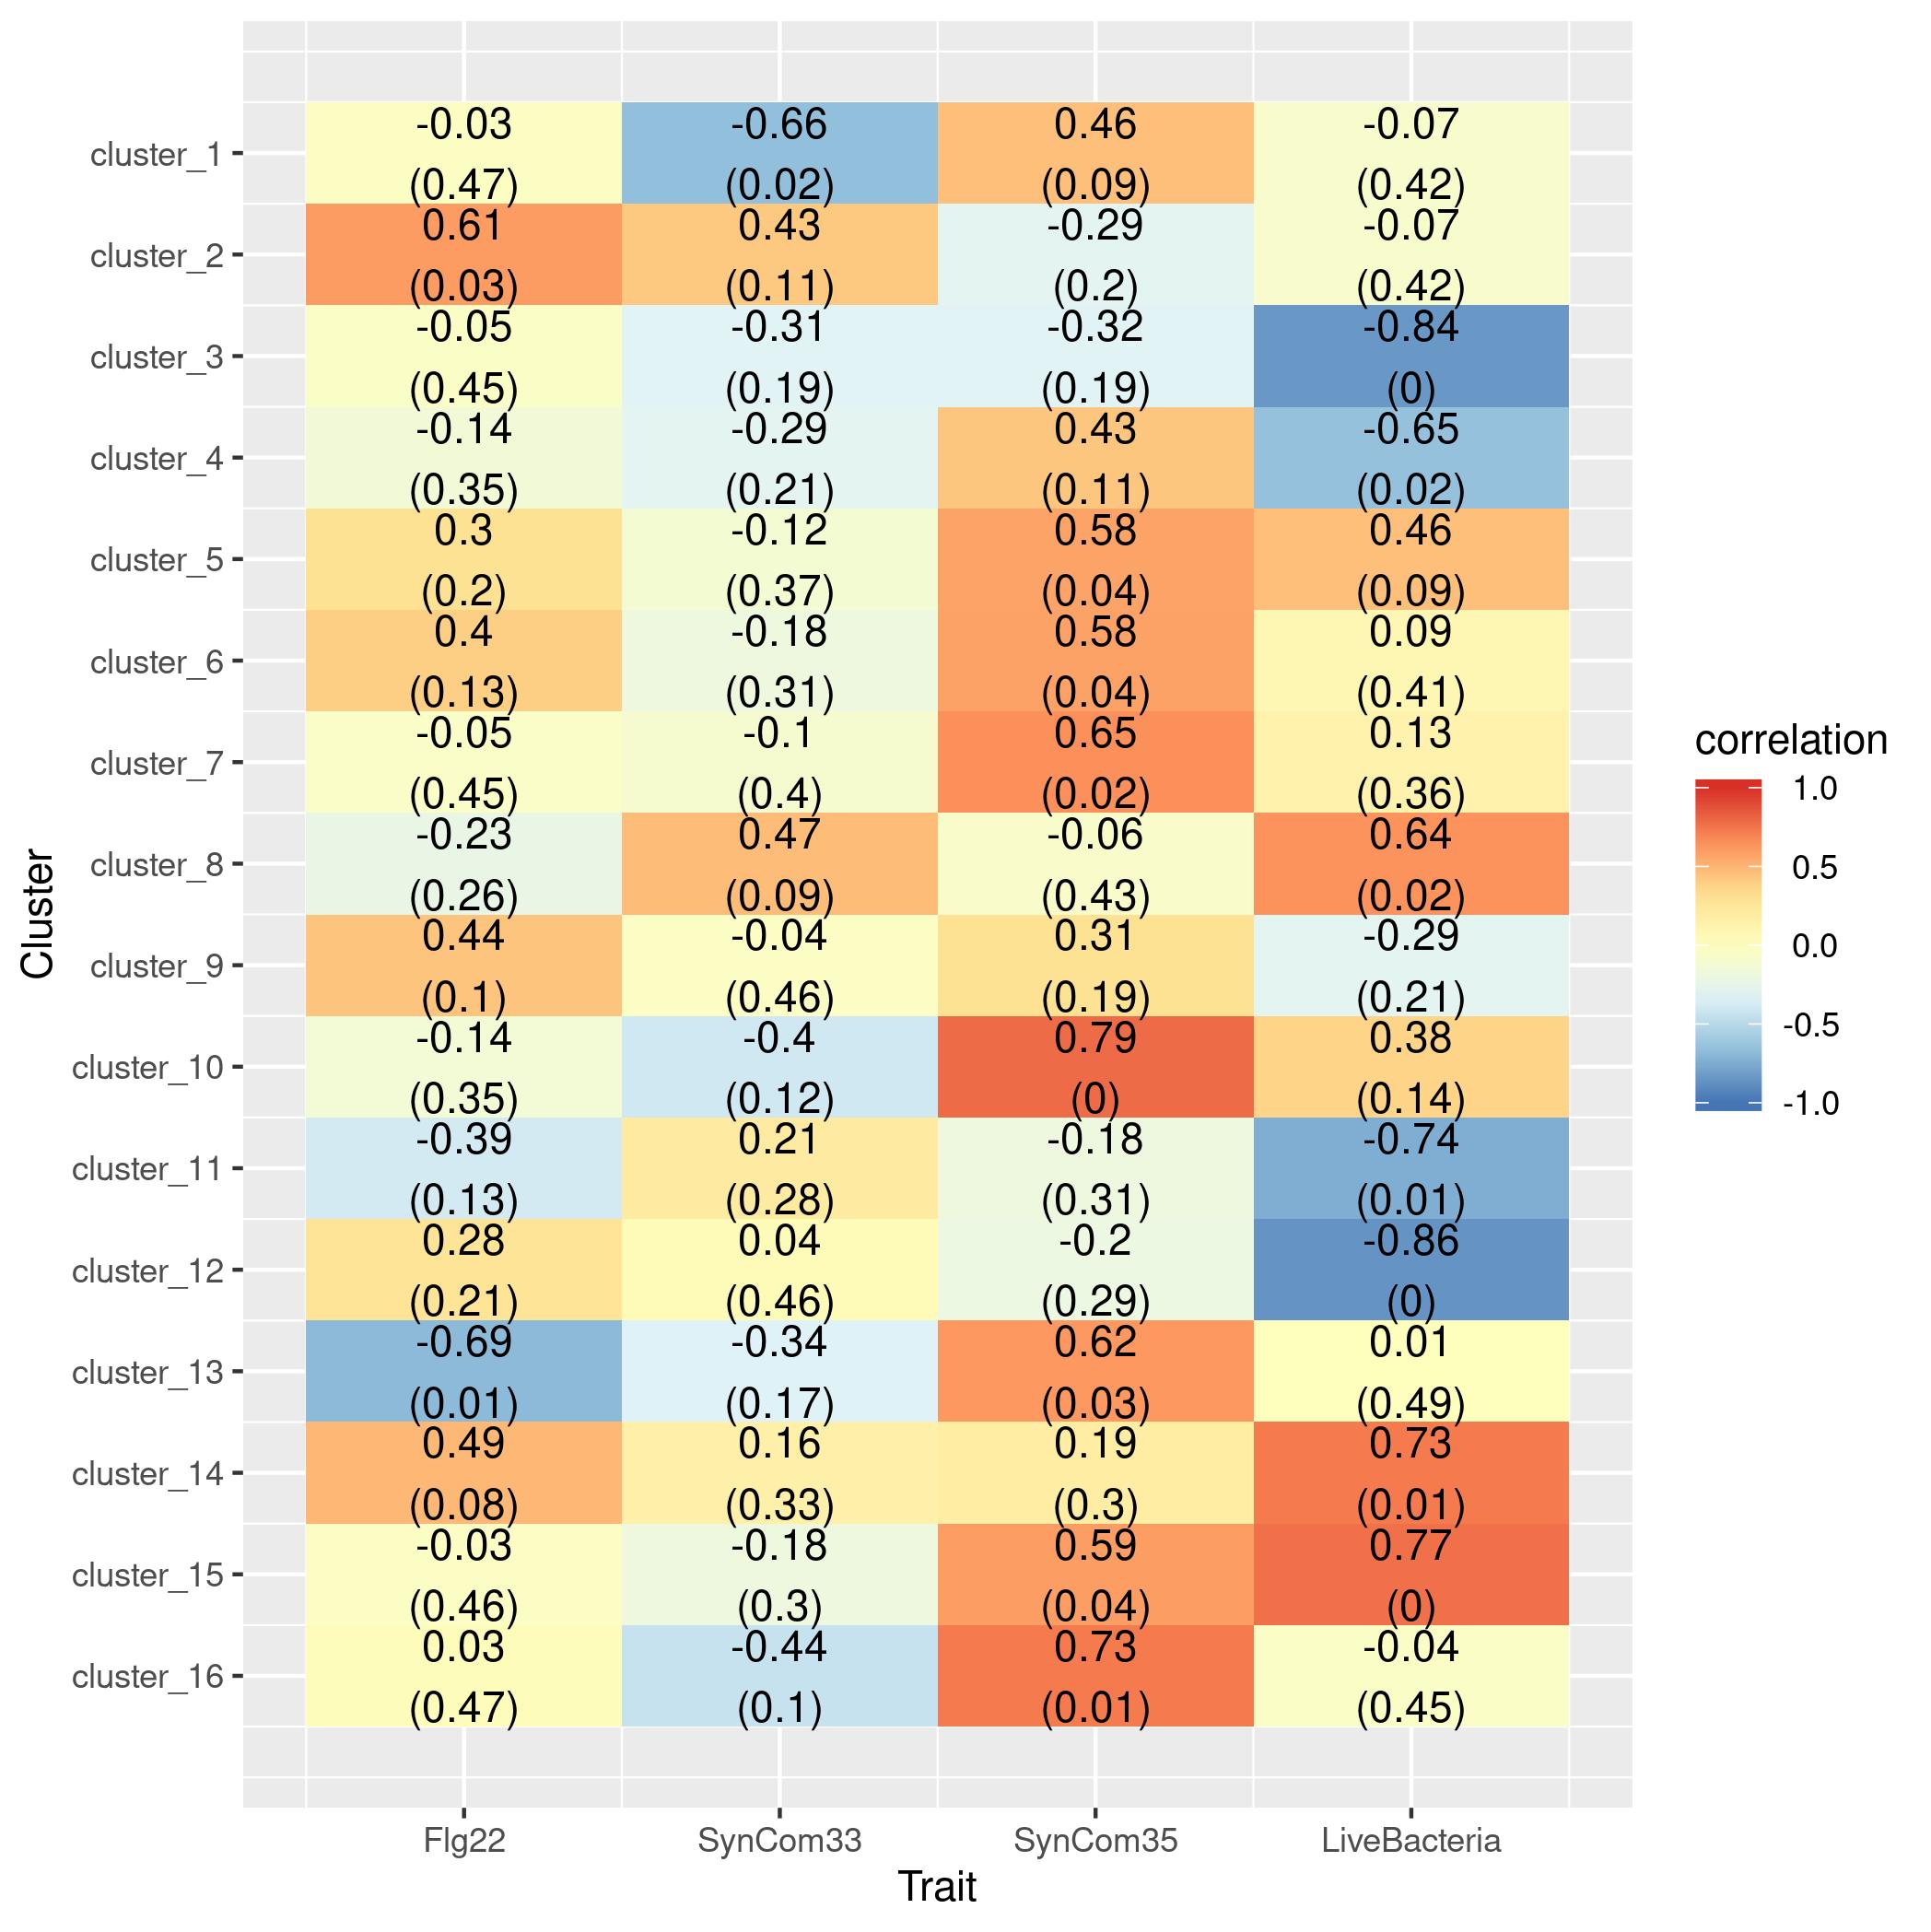 cluster_1 -0.03 -0.66 0.46 -0.07
(0.47) (0.02) (0.09) (0.42)
cluster_2 0.61 0.43 -0.29 -0.07
(0.03) (0.11) (0.2) (0.42)
cluster_3 -0.05 -0.31 -0.32 -0.84
(0.45) (0.19) (0.19) (0)
cluster_4 -0.14 -0.29 0.43 -0.65
(0.35) (0.21) (0.11) (0.02)
cluster_5 0.3 -0.12 0.58 0.46
(0.2) (0.37) (0.04) (0.09)
cluster_6 0.4 -0.18 0.58 0.09
(0.13) (0.31) (0.04) (0.41)
cluster_7 -0.05 -0.1 0.65 0.13
(0.45) (0.4) (0.02) (0.36)
cluster_8 -0.23 0.47 -0.06 0.64
(0.26) (0.09) (0.43) (0.02)
cluster_9 0.44 -0.04 0.31 -0.29
(0.1) (0.46) (0.19) (0.21)
cluster_10 -0.14 -0.4 0.79 0.38
(0.35) (0.12) (0) (0.14)
cluster_11 -0.39 0.21 -0.18 -0.74
(0.13) (0.28) (0.31) (0.01)
cluster_12 0.28 0.04 -0.2 -0.86
(0.21) (0.46) (0.29) (0)
cluster_13 -0.69 -0.34 0.62 0.01
(0.01) (0.17) (0.03) (0.49)
cluster_14 0.49 0.16 0.19 0.73
(0.08) (0.33) (0.3) (0.01)
cluster_15 -0.03 -0.18 0.59 0.77
(0.46) (0.3) (0.04) (0)
cluster_16 0.03 -0.44 0.73 -0.04
(0.47) (0.1) (0.01) (0.45)
Flg22 SynCom33 SynCom35 LiveBacteria
Trait
Cluster
correlation
1.0
0.5
0.0
-0.5
-1.0